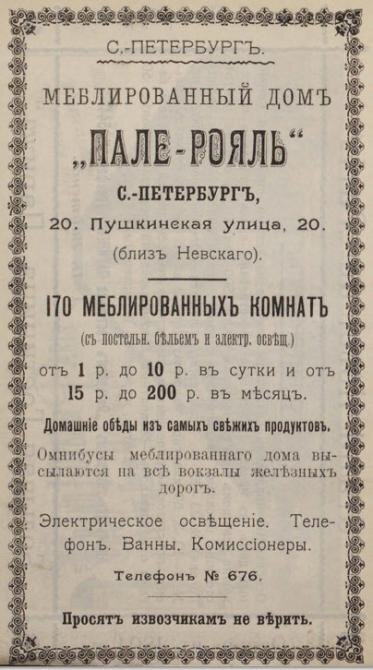 С.-ПЕТЕРБУРГЪ.
МЕБЛИРОВАННЫЙ ДОМЪ
„ПАЛЕ-РОЯЛЬ“
С.-ПЕТЕРБУРГЪ,
20. Пушкинская улица, 20.
(близъ Невскаго).
170 МЕБЛИРОВАННЫХЪ КОМНАТЪ
(съ постельн. бѣльемъ и электр. освѣщ.)
отъ 1 р. до 10 р. въ сутки и отъ
15 р. до 200 р. въ мѣсяцъ.
Домашніе обѣды изъ самыхъ свѣжихъ продуктовъ.
Омнибусы меблированнаго дома вы-
сылаются на всѣ вокзалы желѣзныхъ
дорогъ.
Электрическое освѣщеніе. Теле-
фонъ. Ванны. Комиссіонеры.
Телефонъ № 676.
Просятъ извозчикамъ не вѣрить.